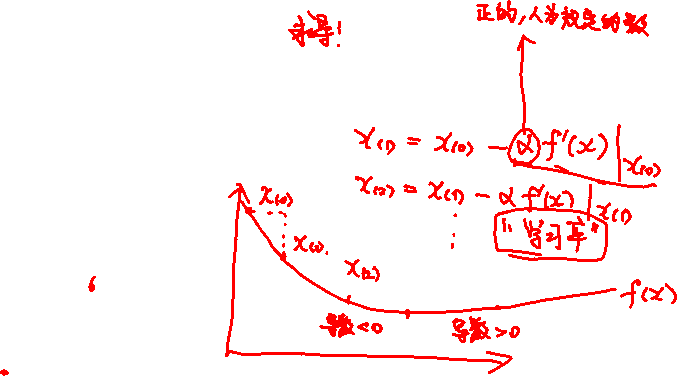 正的,人为规定的数
求导!
x(1) = x(0) - α f'(x) | x(0)
x(2) = x(1) - α f'(x) | x(1)
"学习率"
x(0)
x(1)
x(2)
f(x)
导数<0
导数>0